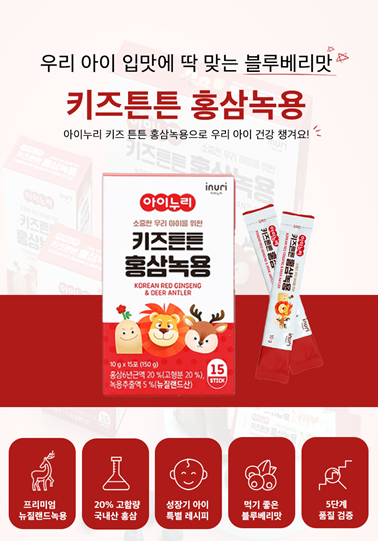 우리 아이 입맛에 딱 맞는 블루베리맛
키즈튼튼 홍삼녹용
아이누리 키즈 튼튼 홍삼녹용으로 우리 아이 건강 챙겨요!
아이누리
inuri
소중한 우리 아이를 위한
키즈튼튼
홍삼녹용
KOREAN RED GINSENG
& DEER ANTLER
10 g x 15포 (150 g)
홍삼6년근액 20 %(고형분 20 %),
녹용추출액 5 %(뉴질랜드산)
15
STICK
아이누리
키즈튼튼 홍삼녹용
10 g
프리미엄
뉴질랜드녹용
20% 고함량
국내산 홍삼
성장기 아이
특별 레시피
먹기 좋은
블루베리맛
5단계
품질 검증